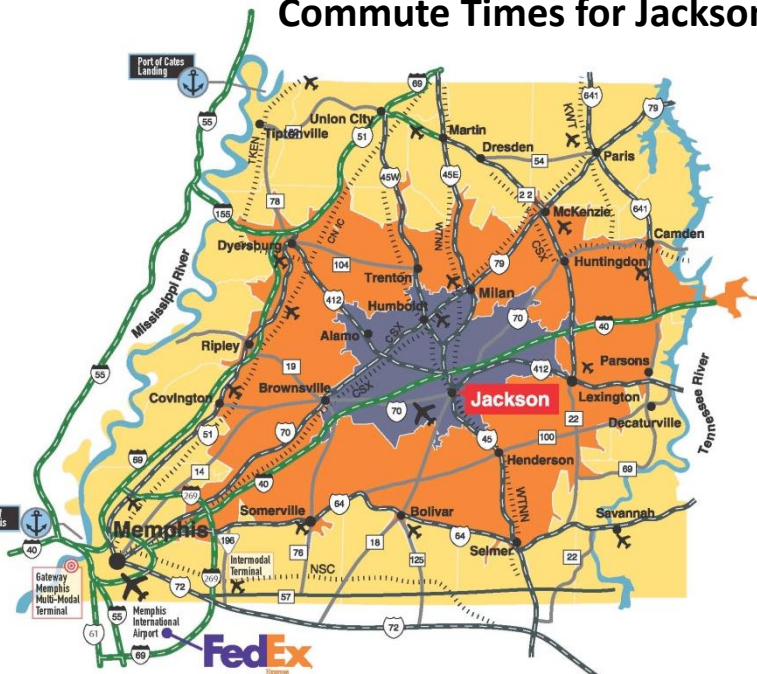 Commute Times for Jackson
Port of Cates
Landing
69
641
KWT
79
55
Union City
Tiptonville
51
Martin
TKEN
Dresden
54
Paris
45W
45E
22
78
McKenzie
641
155
CN/IC
WTNN
CSX
Camden
Dyersburg
79
Huntingdon
104
Trenton
Mississippi River
412
Milan
Humboldt
70
40
Alamo
CSX
Ripley
Parsons
19
412
55
Brownsville
CSX
Jackson
Lexington
Covington
70
Tennessee River
22
Decaturville
51
70
45
100
69
Henderson
69
14
40
WTNN
269
Somerville
64
Bolivar
Savannah
Memphis
196
64
Selmer
40
76
18
125
22
Intermodal
Terminal
NSC
Gateway
Memphis
Multi-Modal
Terminal
72
269
57
Memphis
International
Airport
55
61
72
69
FedEx